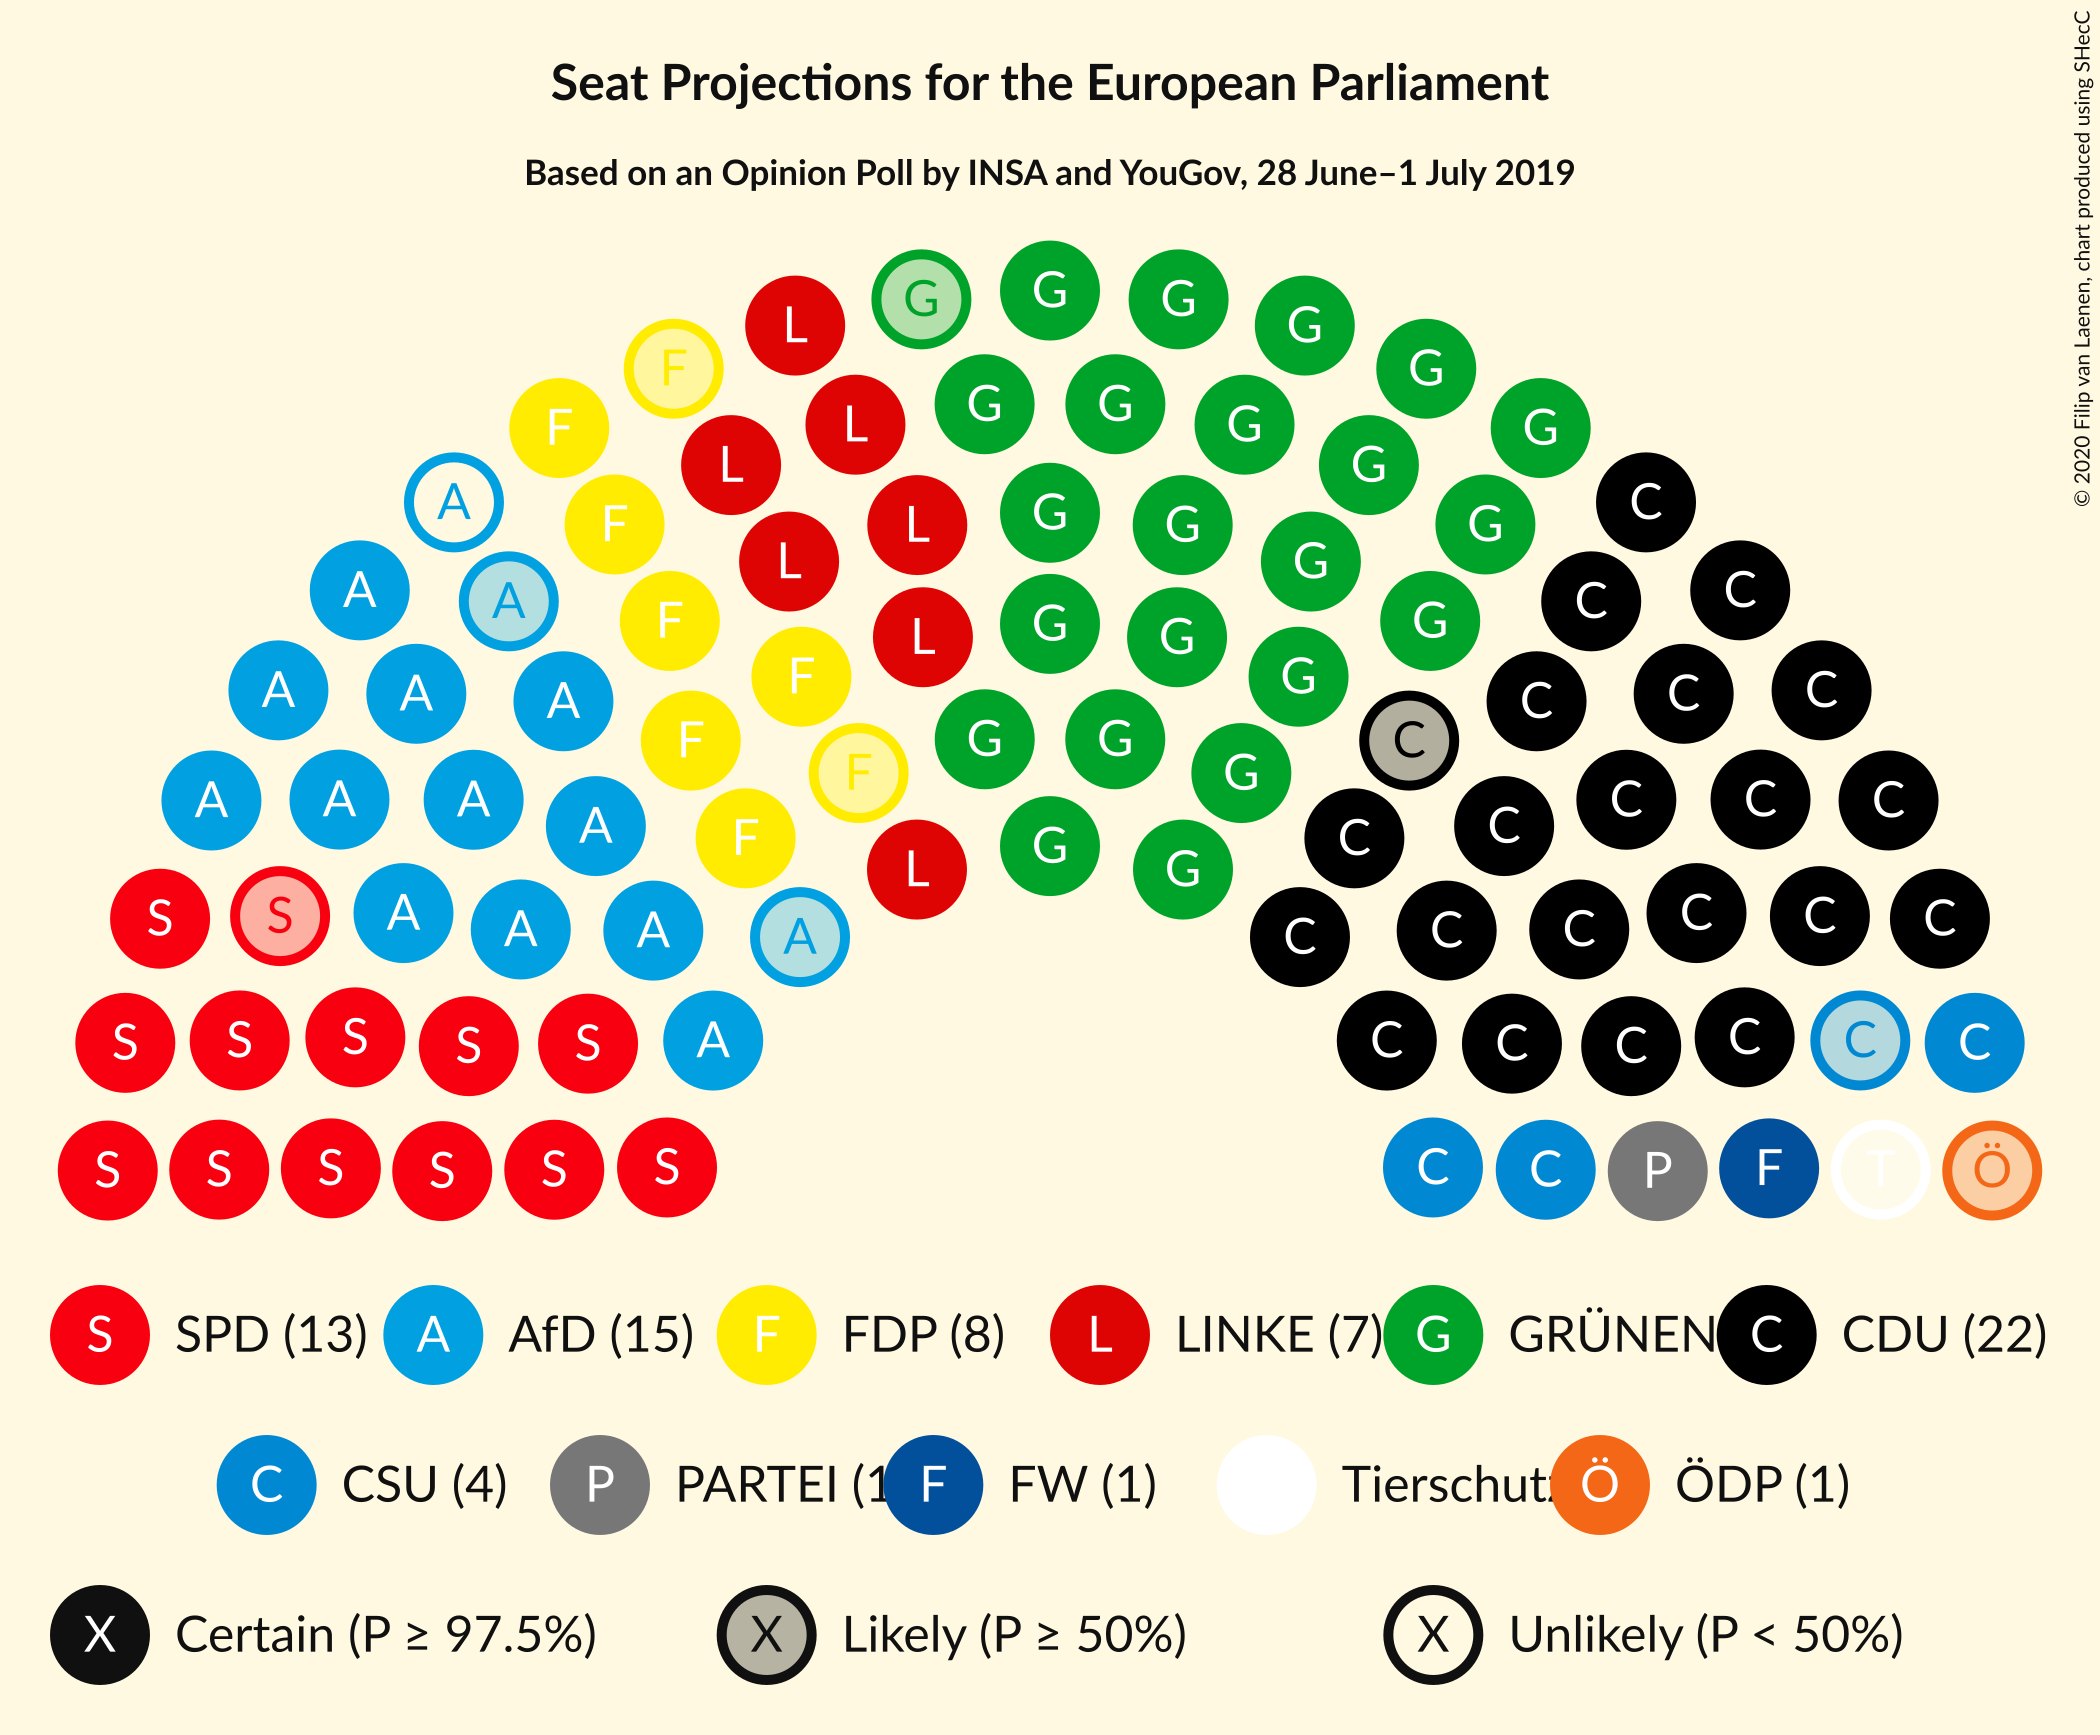 Seat Projections for the European Parliament
Based on an Opinion Poll by INSA and YouGov, 28 June–1 July 2019
© 2020 Filip van Laenen, chart produced using SHecC
G G G G
L G
F G
F L G G G G
A F L G G C
A A F L L G G G G C C
A A A F F L G G G G C C C C
A A A A F F G G G C C C C C C
S S A A A F A L G G C C C C C C C
S S S S S A C C C C C C
S S S S S S C C P F T Ö
S SPD (13) A AfD (15) F FDP (8) L LINKE (7) G GRÜNEN C CDU (22)
C CSU (4) P PARTEI (1 F FW (1) Tierschutz Ö ÖDP (1)
X Certain (P ≥ 97.5%) X Likely (P ≥ 50%) X Unlikely (P < 50%)